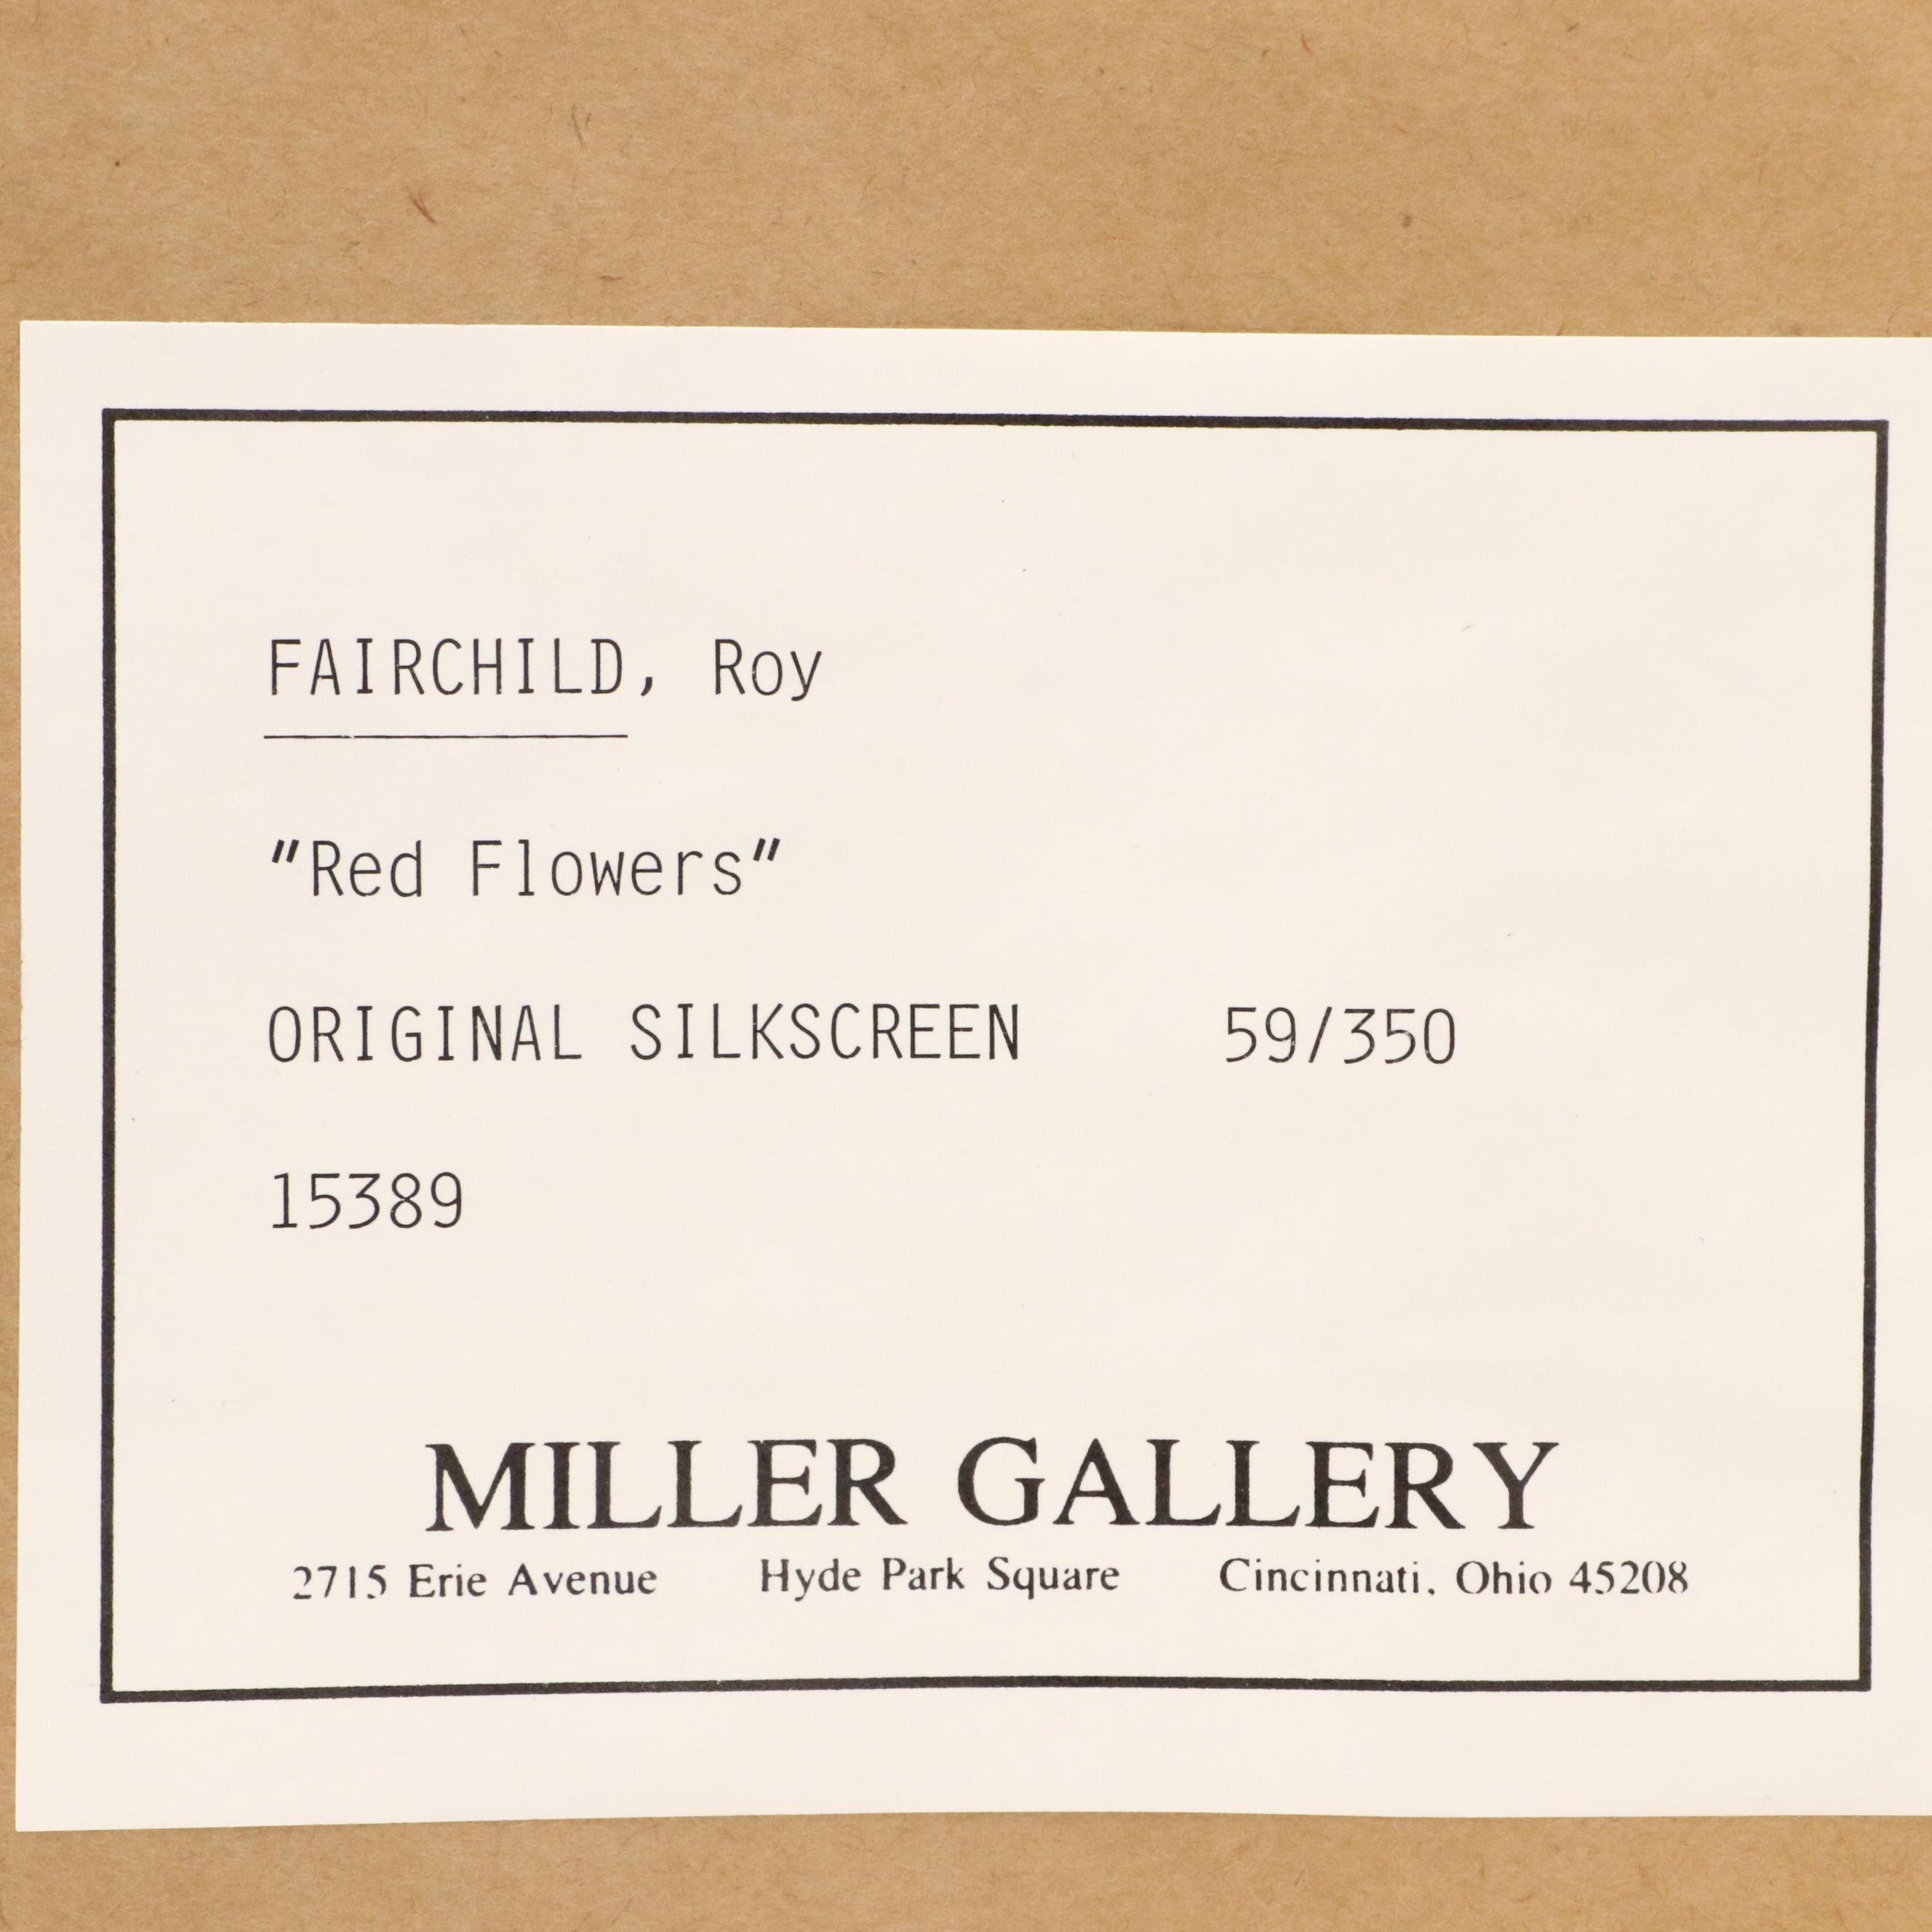 FAIRCHILD, Roy
"Red Flowers"
ORIGINAL SILKSCREEN 59/350
15389
MILLER GALLERY
2715 Erie Avenue Hyde Park Square Cincinnati, Ohio 45208